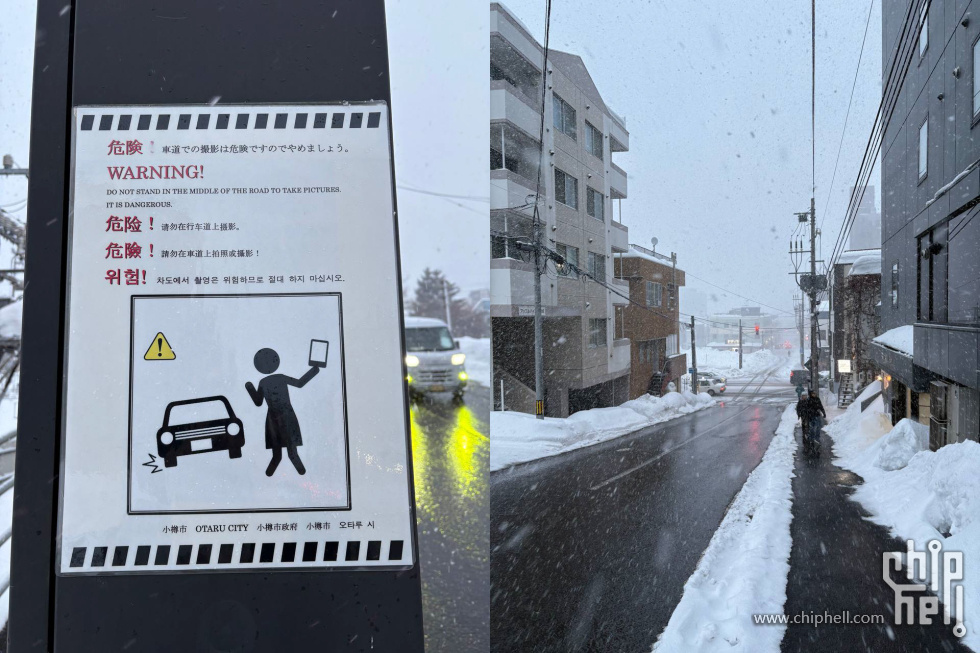 危険！ 車道での撮影は危険ですのでやめましょう。
WARNING!
DO NOT STAND IN THE MIDDLE OF THE ROAD TO TAKE PICTURES.
IT IS DANGEROUS.
危险！请勿在行车道上摄影。
危險！請勿在車道上拍照或攝影！
위험! 차도에서 촬영은 위험하므로 절대 하지 마십시오.
小樽市 OTARU CITY 小樽市政府 小樽市 오타루 시
www.chiphell.com
chip
hell